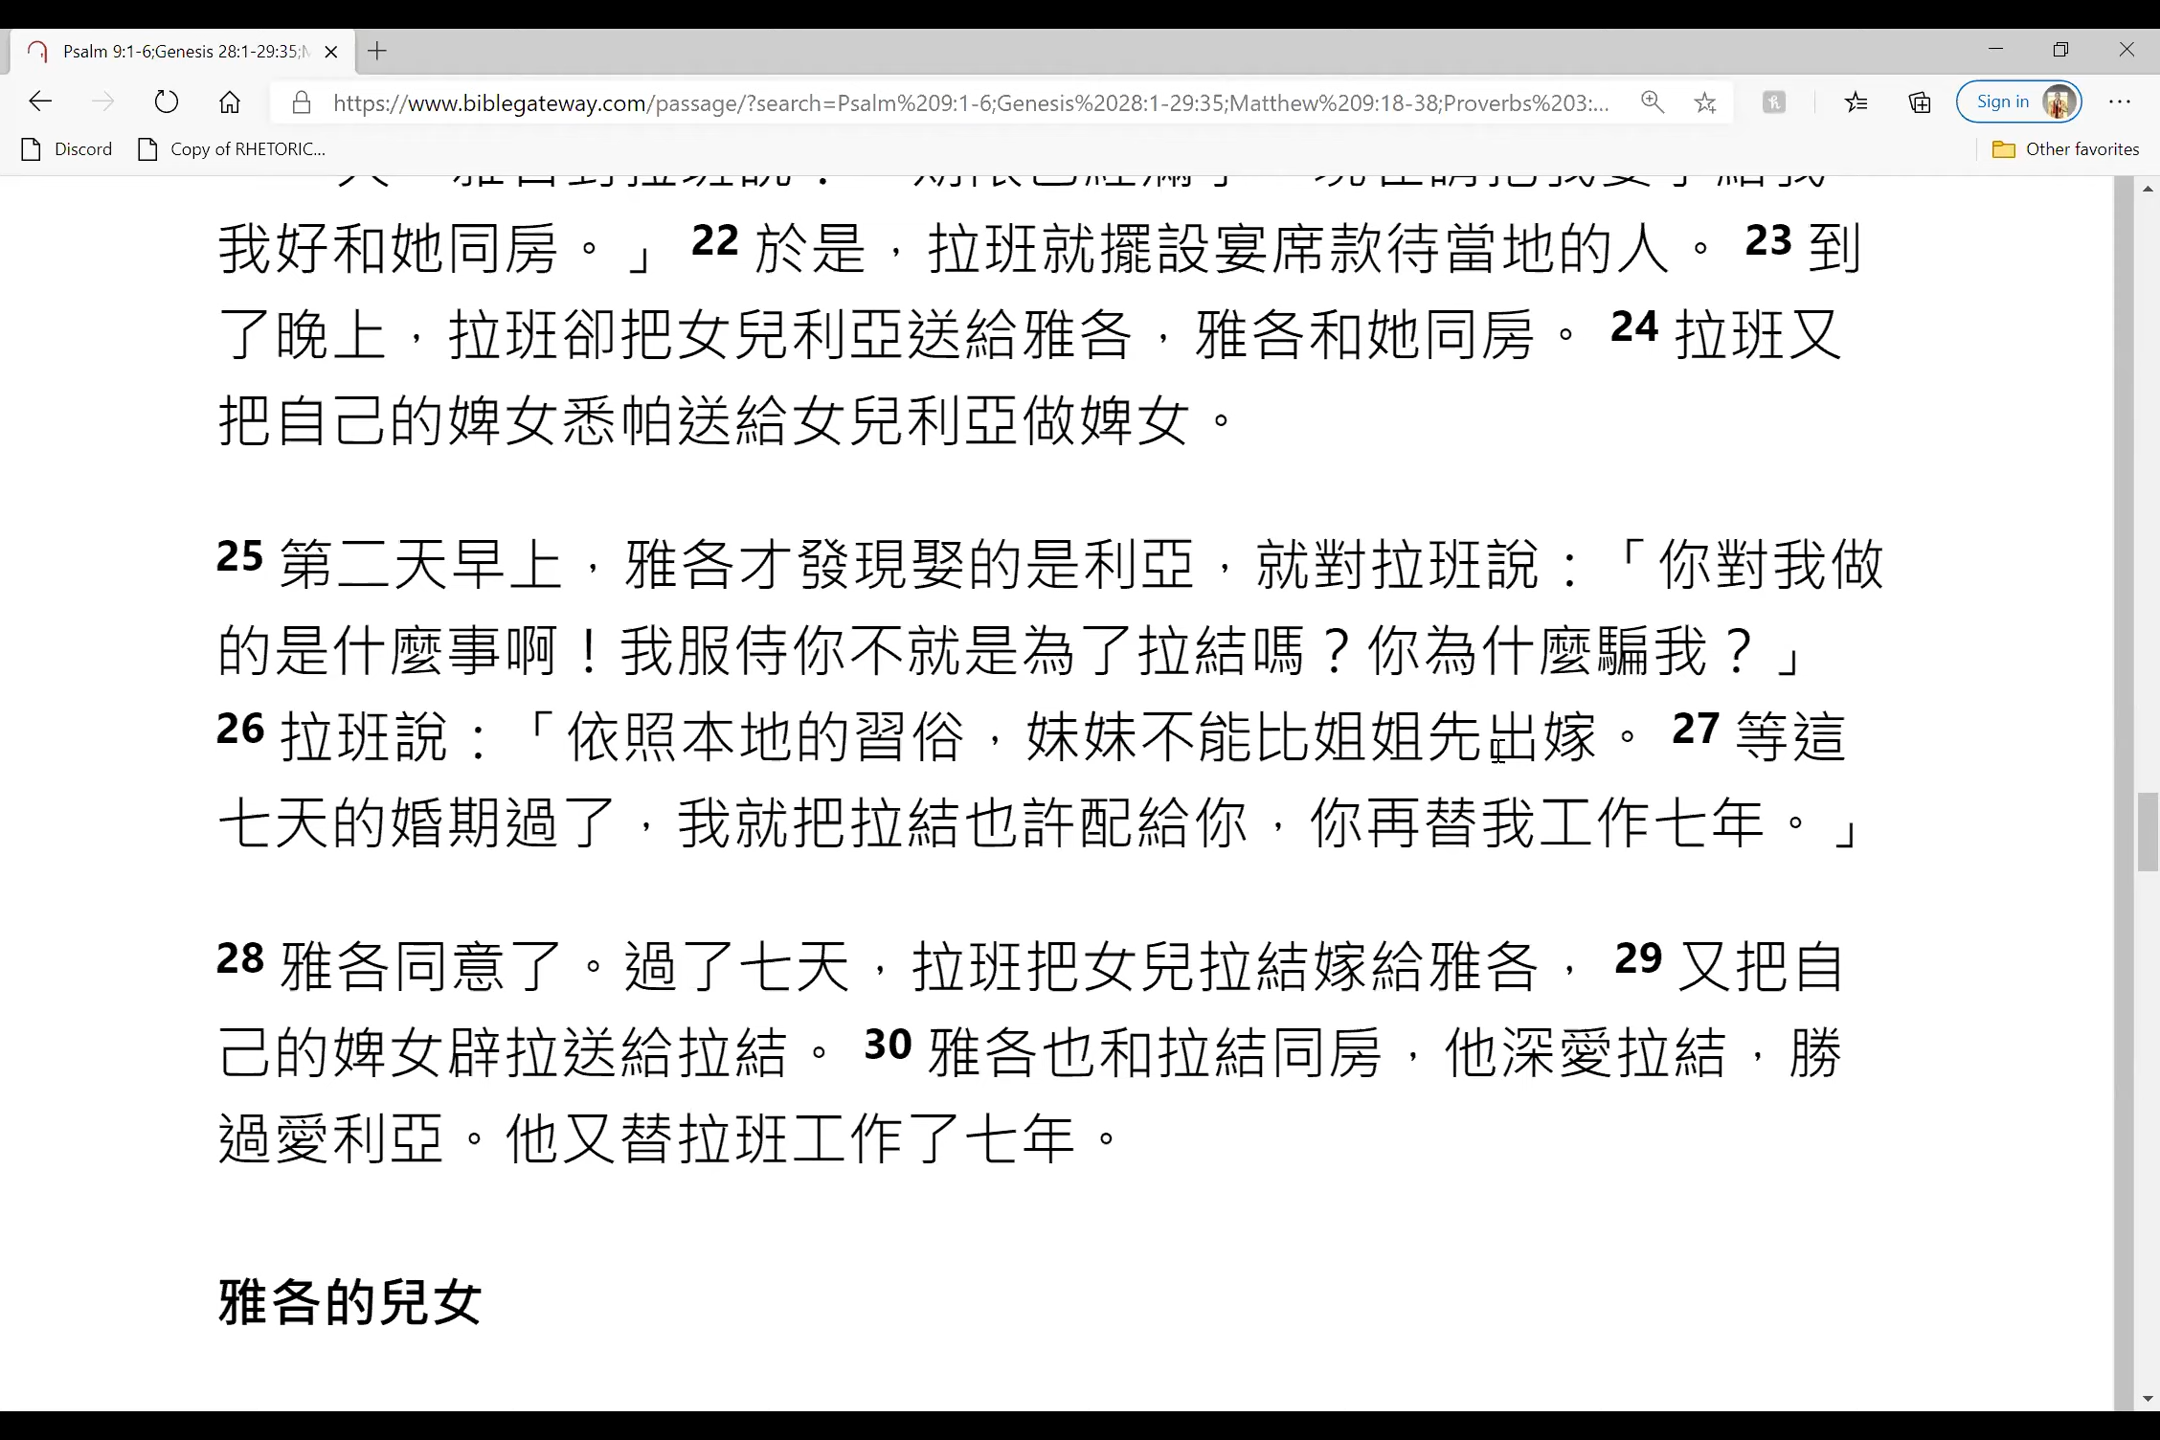 Psalm 9:1-6;Genesis 28:1-29:35;
https://www.biblegateway.com/passage/?search=Psalm%209:1-6;Genesis%2028:1-29:35;Matthew%209:18-38;Proverbs%203:...
Sign in
Discord
Copy of RHETORIC...
Other favorites
我好和她同房。」 22 於是，拉班就擺設宴席款待當地的人。 23 到
了晚上，拉班卻把女兒利亞送給雅各，雅各和她同房。 24 拉班又
把自己的婢女悉帕送給女兒利亞做婢女。
25 第二天早上，雅各才發現娶的是利亞，就對拉班說：「你對我做
的是什麼事啊！我服侍你不就是為了拉結嗎？你為什麼騙我？」
26 拉班說：「依照本地的習俗，妹妹不能比姐姐先出嫁。 27 等這
七天的婚期過了，我就把拉結也許配給你，你再替我工作七年。」
28 雅各同意了。過了七天，拉班把女兒拉結嫁給雅各， 29 又把自
己的婢女辟拉送給拉結。 30 雅各也和拉結同房，他深愛拉結，勝
過愛利亞。他又替拉班工作了七年。
雅各的兒女